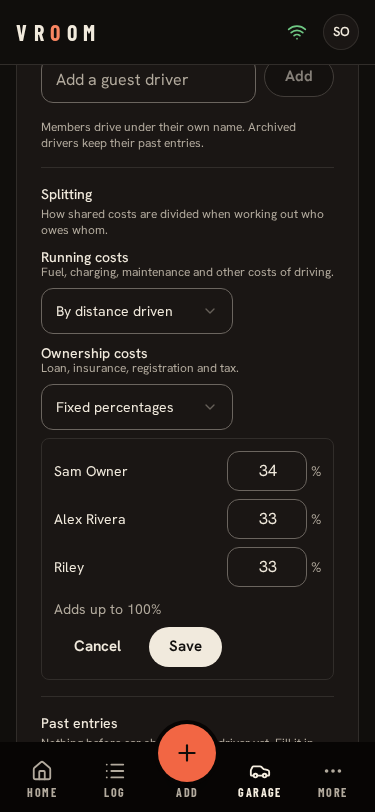 VROOM
SO
Add a guest driver
Add
Members drive under their own name. Archived
drivers keep their past entries.
Splitting
How shared costs are divided when working out who
owes whom.
Running costs
Fuel, charging, maintenance and other costs of driving.
By distance driven
Ownership costs
Loan, insurance, registration and tax.
Fixed percentages
Sam Owner 34 %
Alex Rivera 33 %
Riley 33 %
Adds up to 100%
Cancel Save
Past entries
HOME LOG ADD GARAGE MORE